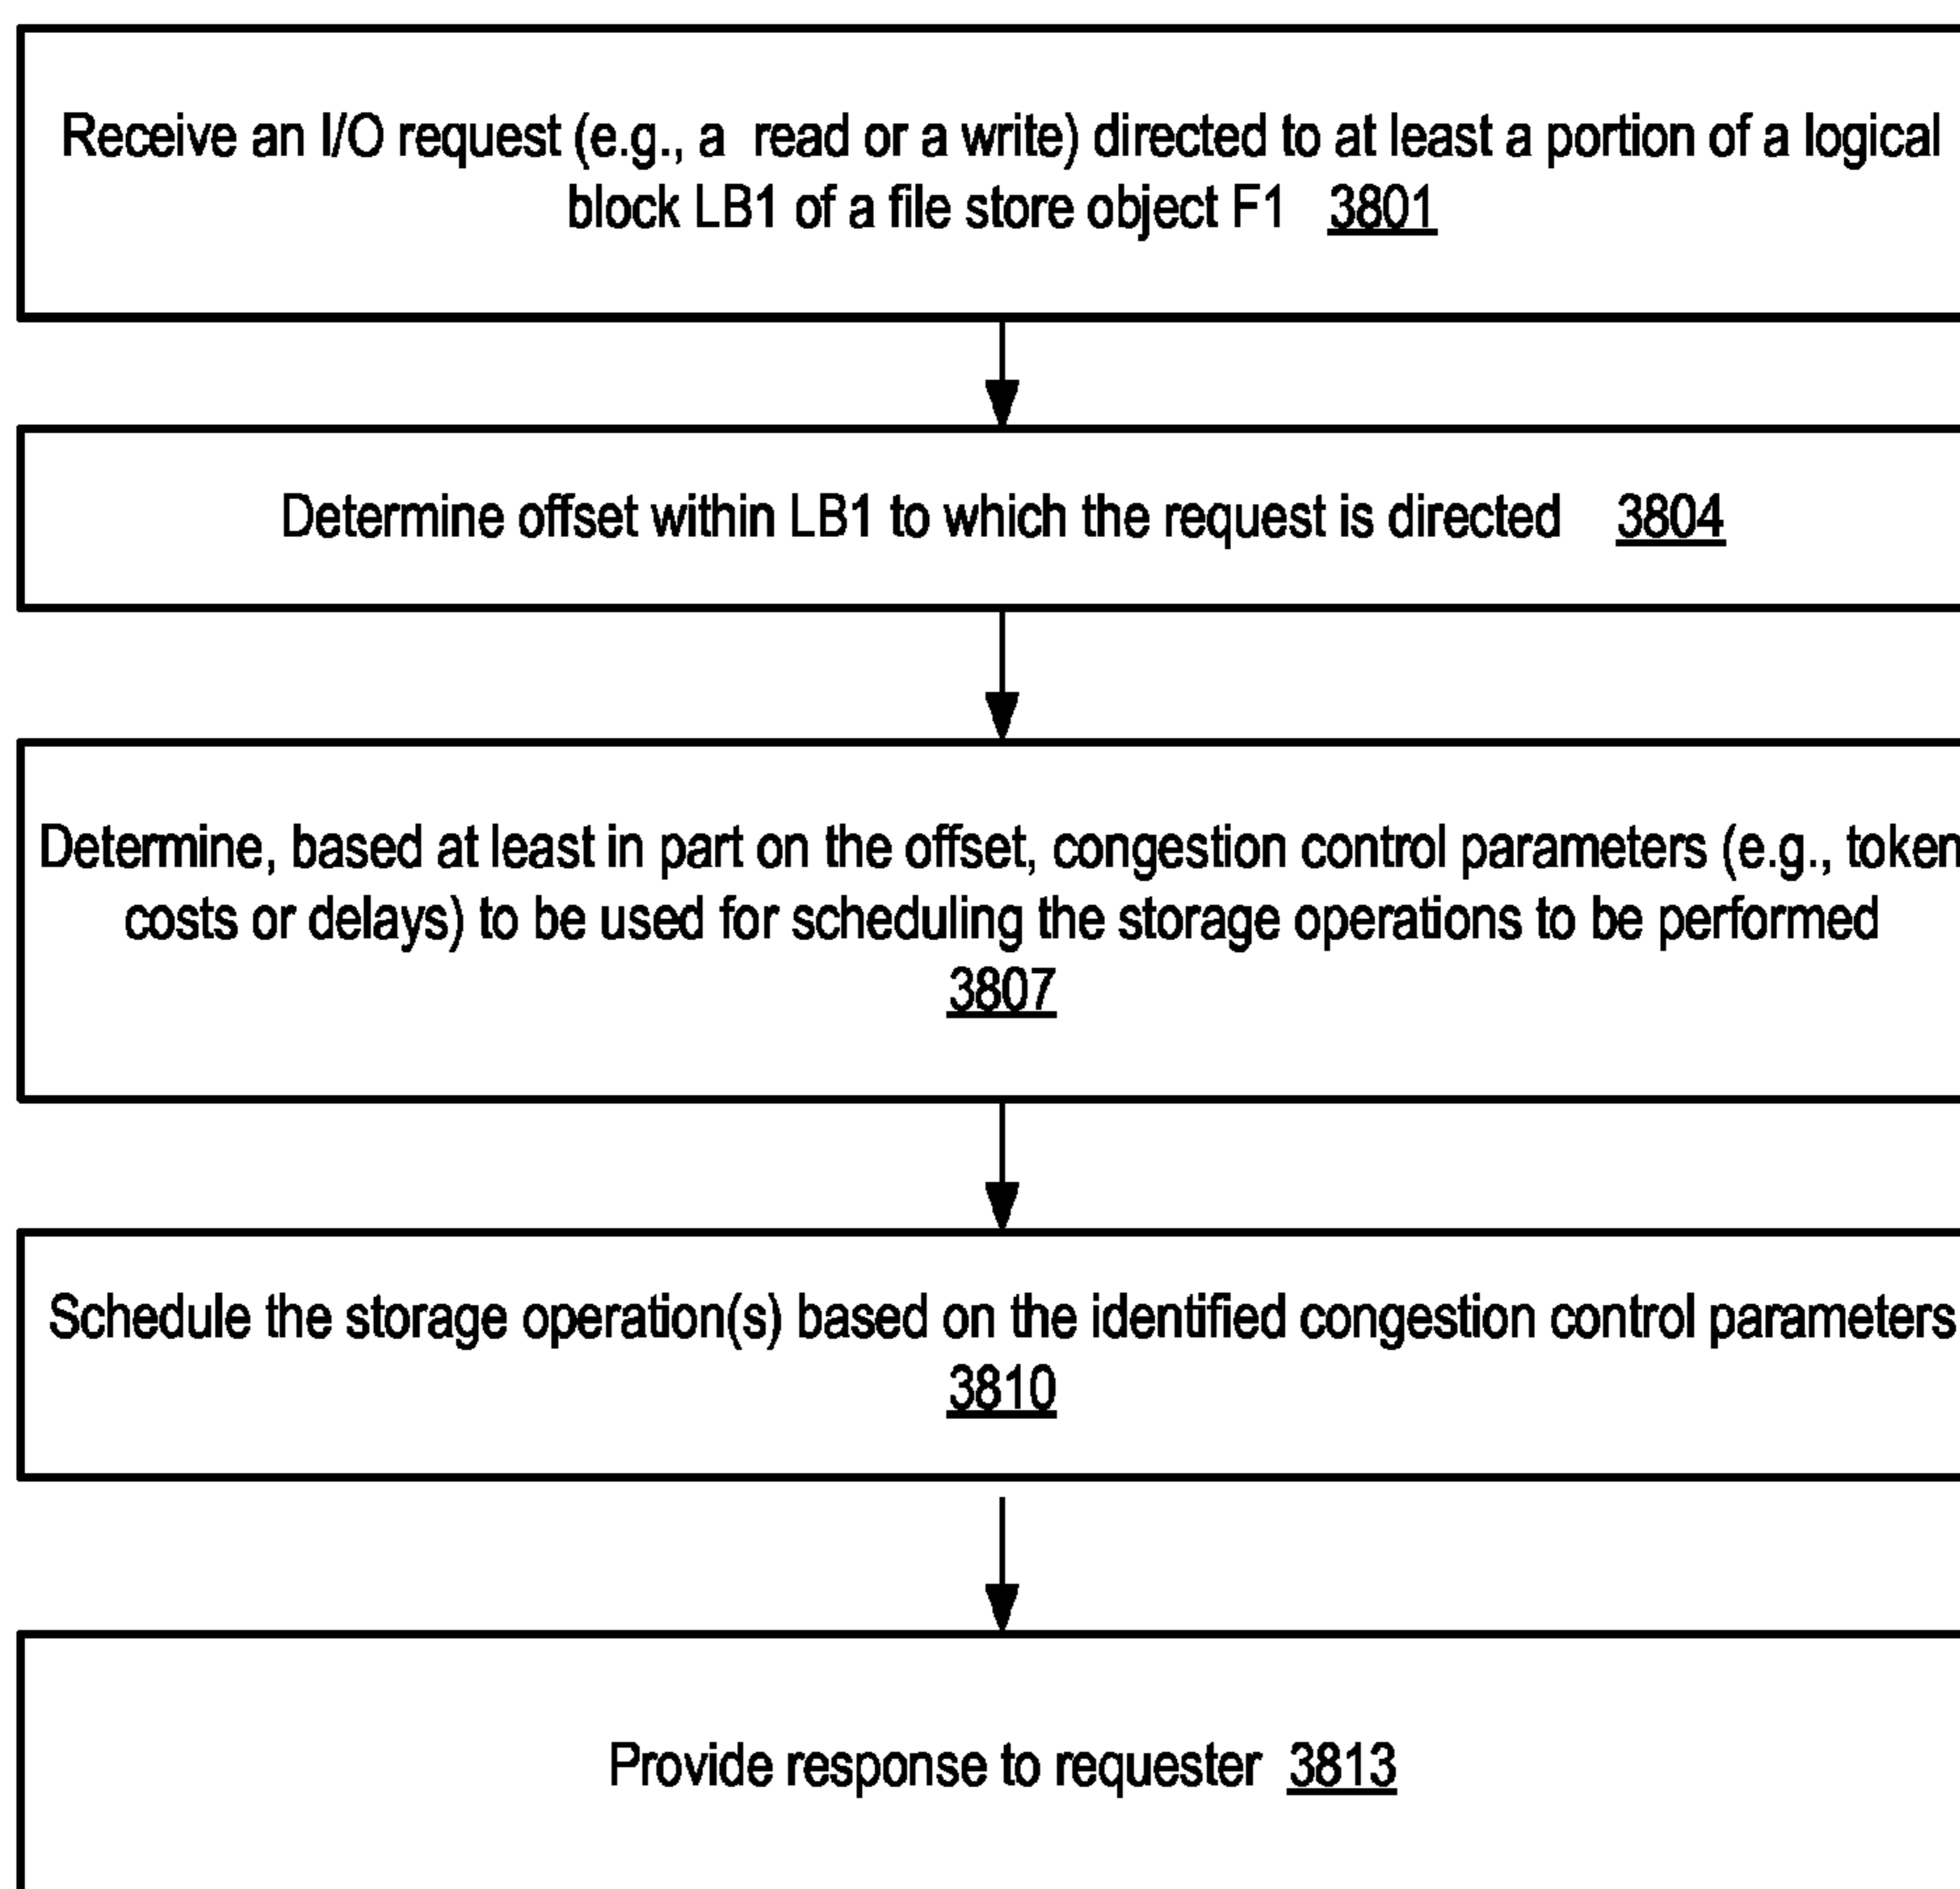 Receive an I/O request (e.g., a read or a write) directed to at least a portion of a logical
block LB1 of a file store object F1 3801
Determine offset within LB1 to which the request is directed 3804
Determine, based at least in part on the offset, congestion control parameters (e.g., token
costs or delays) to be used for scheduling the storage operations to be performed
3807
Schedule the storage operation(s) based on the identified congestion control parameters
3810
Provide response to requester 3813